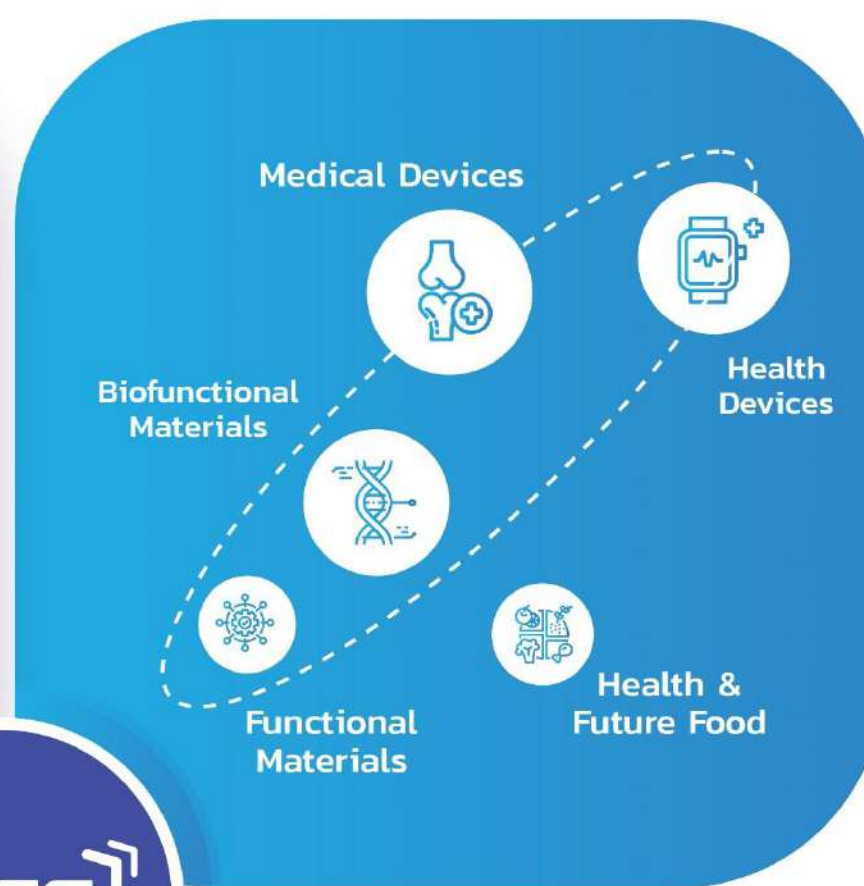 Medical Devices
Biofunctional
Materials
Health
Devices
Functional
Materials
Health &
Future Food